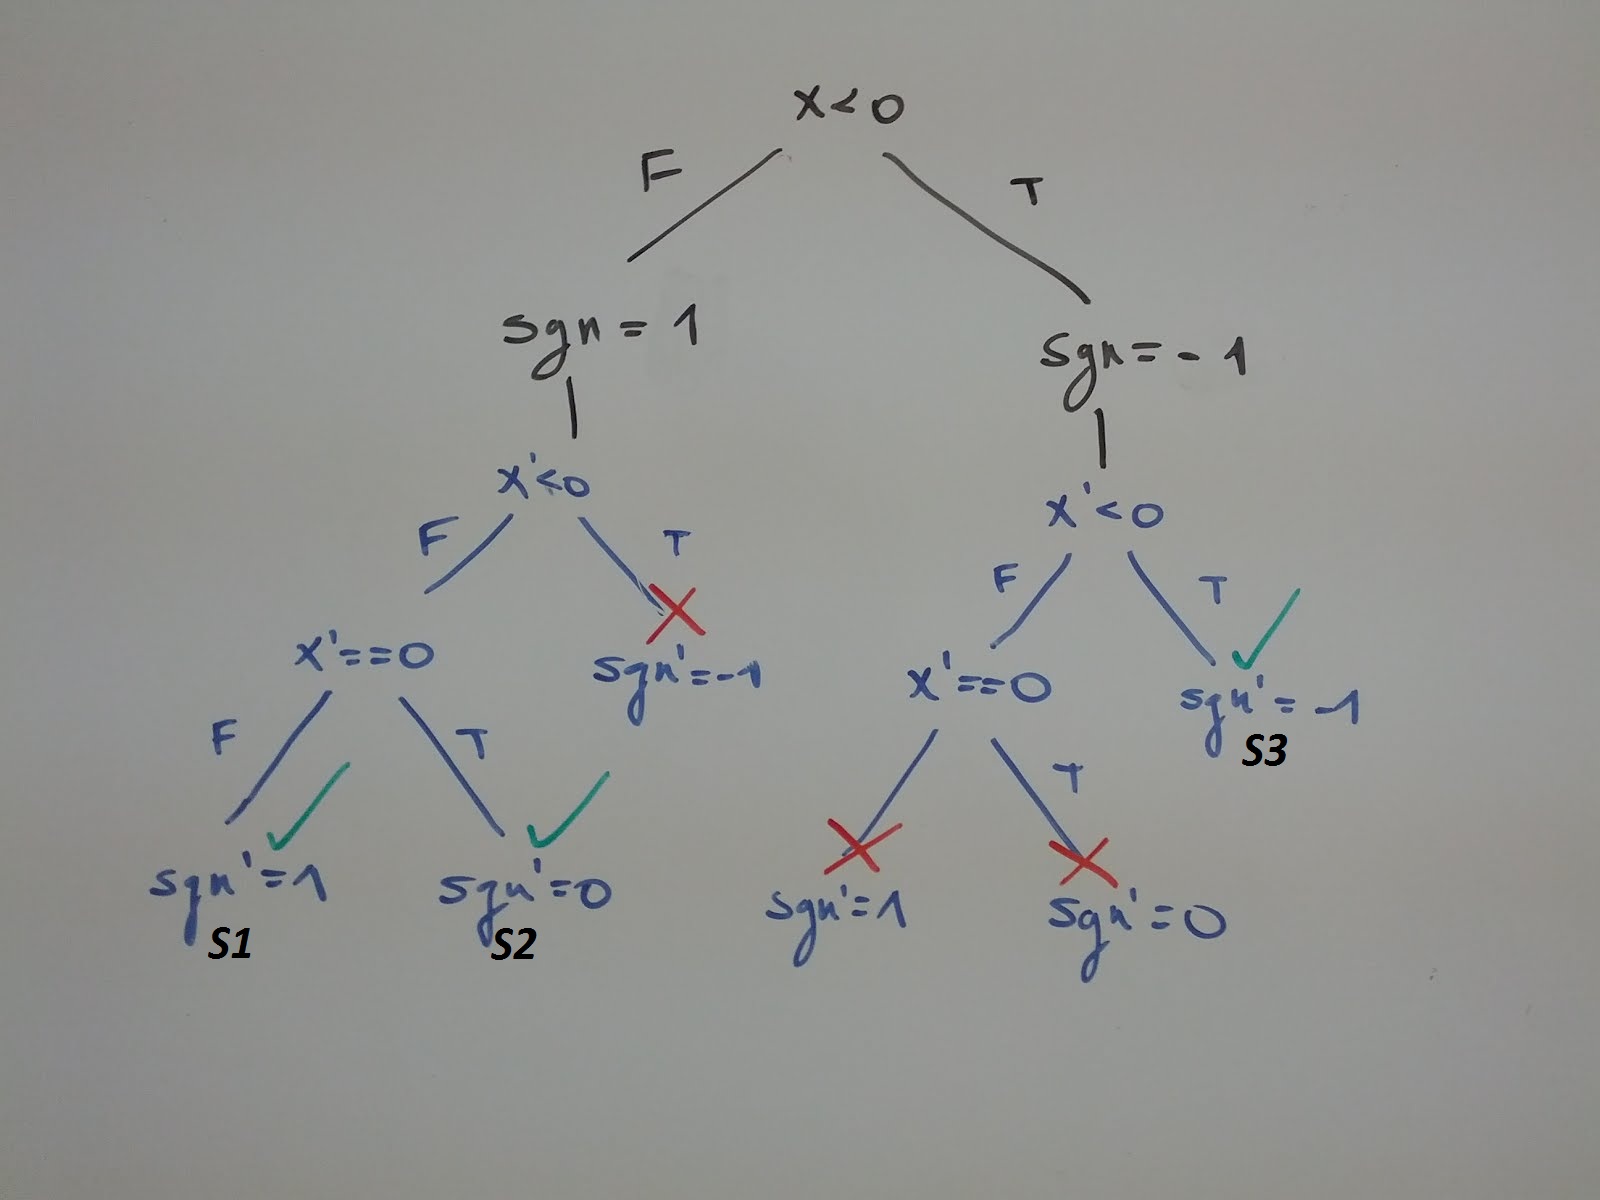 x<0
F
T
sgn=1
sgn=-1
x'<0
x'<0
F
T
F
T
x'==0
sgn'=-1
x'==0
sgn'=-1
S3
F
T
T
sgn'=1
S1
sgn'=0
S2
sgn'=1
sgn'=0